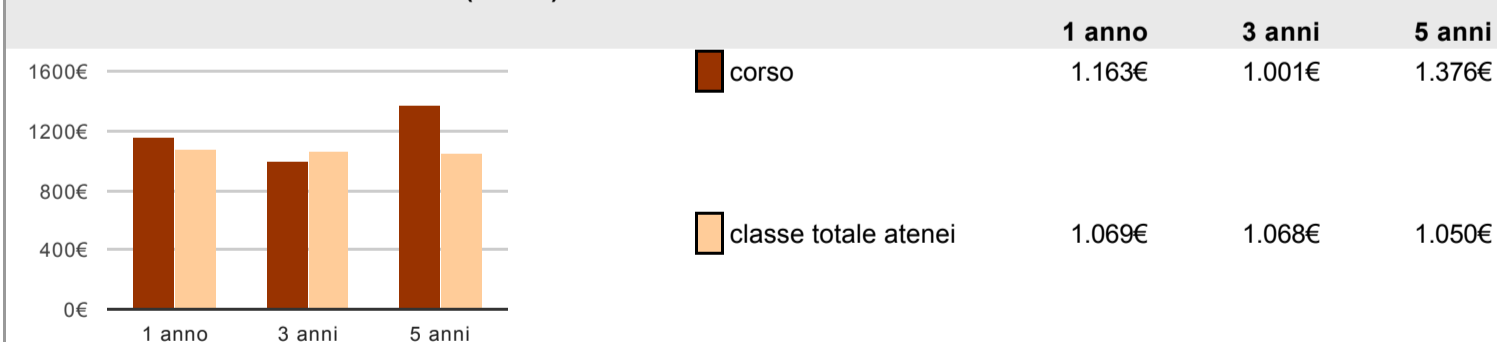 1 anno 3 anni 5 anni
1600€
1200€
800€
400€
0€
1 anno 3 anni 5 anni
corso 1.163€ 1.001€ 1.376€
classe totale atenei 1.069€ 1.068€ 1.050€